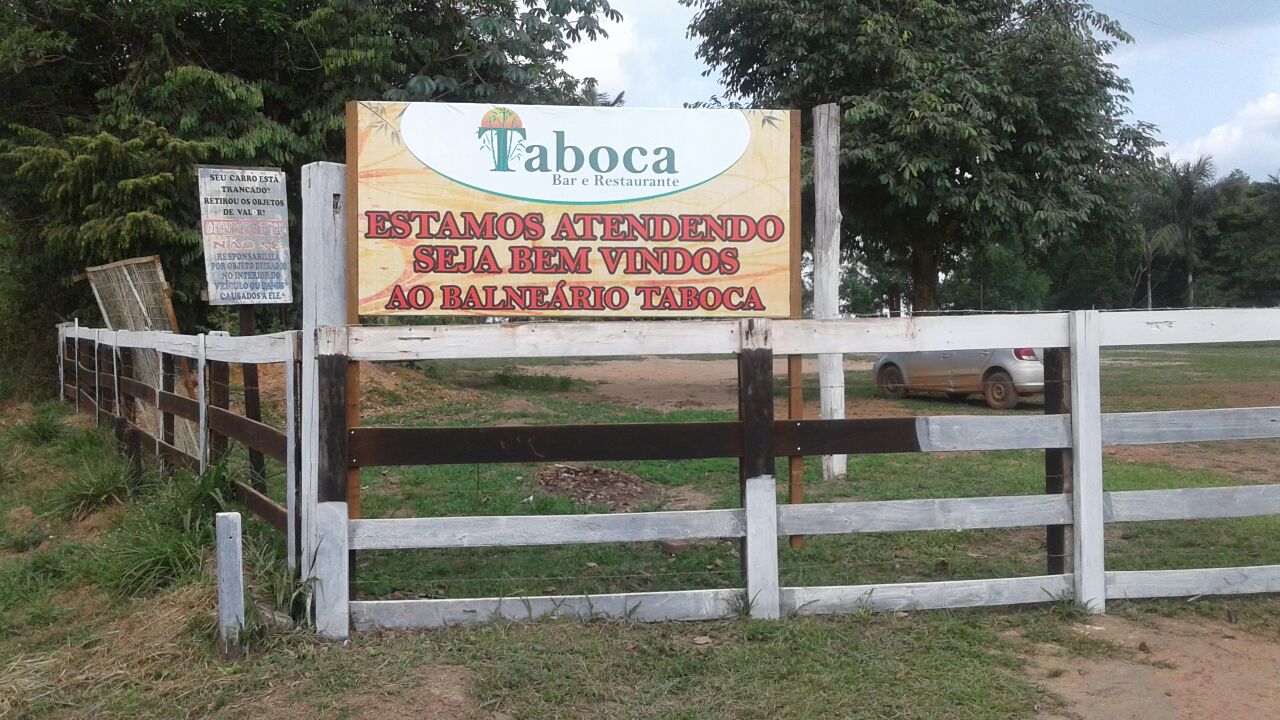 SEU CARRO ESTÁ
TRANCADO?
RETIROU OS OBJETOS
DE VALOR?
NÃO SE
RESPONSABILIZA
POR OBJETO DEIXADOS
NO INTERIOR DO
VEÍCULO OU DANOS
CAUSADOS A ELE.
Taboca
Bar e Restaurante
ESTAMOS ATENDENDO
SEJA BEM VINDOS
AO BALNEÁRIO TABOCA